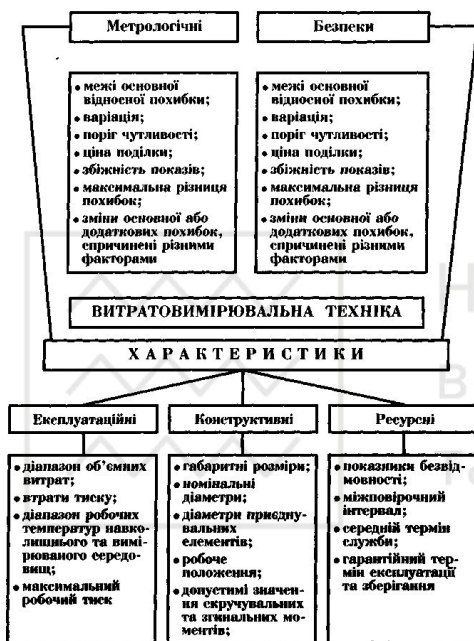 Метрологічні
Безпеки
• межі основної
відносної похибки;
• варіація;
• поріг чутливості;
• ціна поділки;
• збіжність показів;
• максимальна різниця
похибок;
• зміни основної або
додаткових похибок,
спричинені різними
факторами
• межі основної
відносної похибки;
• варіація;
• поріг чутливості;
• ціна поділки;
• збіжність показів;
• максимальна різниця
похибок;
• зміни основної або
додаткових похибок,
спричинені різними
факторами
ВИТРАТОВИМІРЮВАЛЬНА ТЕХНІКА
ХАРАКТЕРИСТИКИ
Експлуатаційні
Конструктивні
Ресурсні
• діапазон об’ємних
витрат;
• втрати тиску;
• діапазон робочих
температур навко-
лишнього та вимі-
рюваного середо-
вищ;
• максимальний
робочий тиск
• габаритні розміри;
• номінальні
діаметри;
• діаметри приєдну-
вальних
елементів;
• робоче
положення;
• допустимі значення
скручувальних
та згинальних мо-
ментів;
• показники безвід-
мовності;
• міжповірочний
інтервал;
• середній термін
служби;
• гарантійний тер-
мін експлуатації
та зберігання